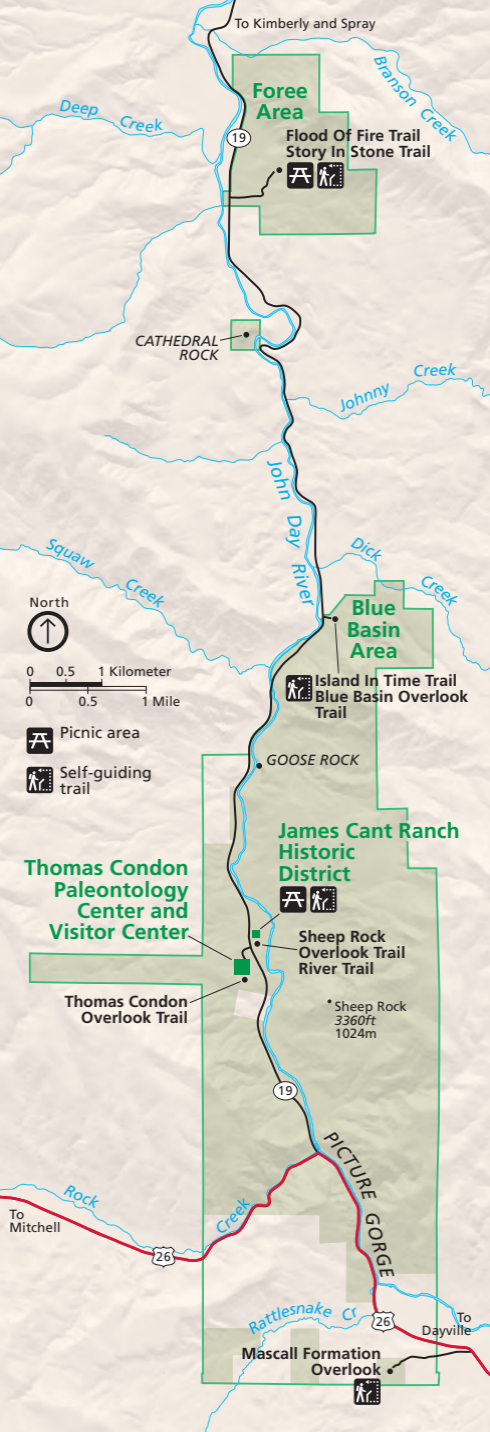 To Kimberly and Spray
Foree
Area
Branson
Creek
Deep Creek
19
Flood Of Fire Trail
Story In Stone Trail
CATHEDRAL
ROCK
Johnny Creek
John Day River
Squaw Creek
Dick Creek
North
0 0.5 1 Kilometer
0 0.5 1 Mile
Picnic area
Self-guiding
trail
Blue
Basin
Area
Island In Time Trail
Blue Basin Overlook
Trail
GOOSE ROCK
James Cant Ranch
Historic
District
Thomas Condon
Paleontology
Center and
Visitor Center
Sheep Rock
Overlook Trail
River Trail
Thomas Condon
Overlook Trail
Sheep Rock
3360ft
1024m
19
PICTURE GORGE
Rock Creek
To
Mitchell
26
Rattlesnake Cr
26
To
Dayville
Mascall Formation
Overlook